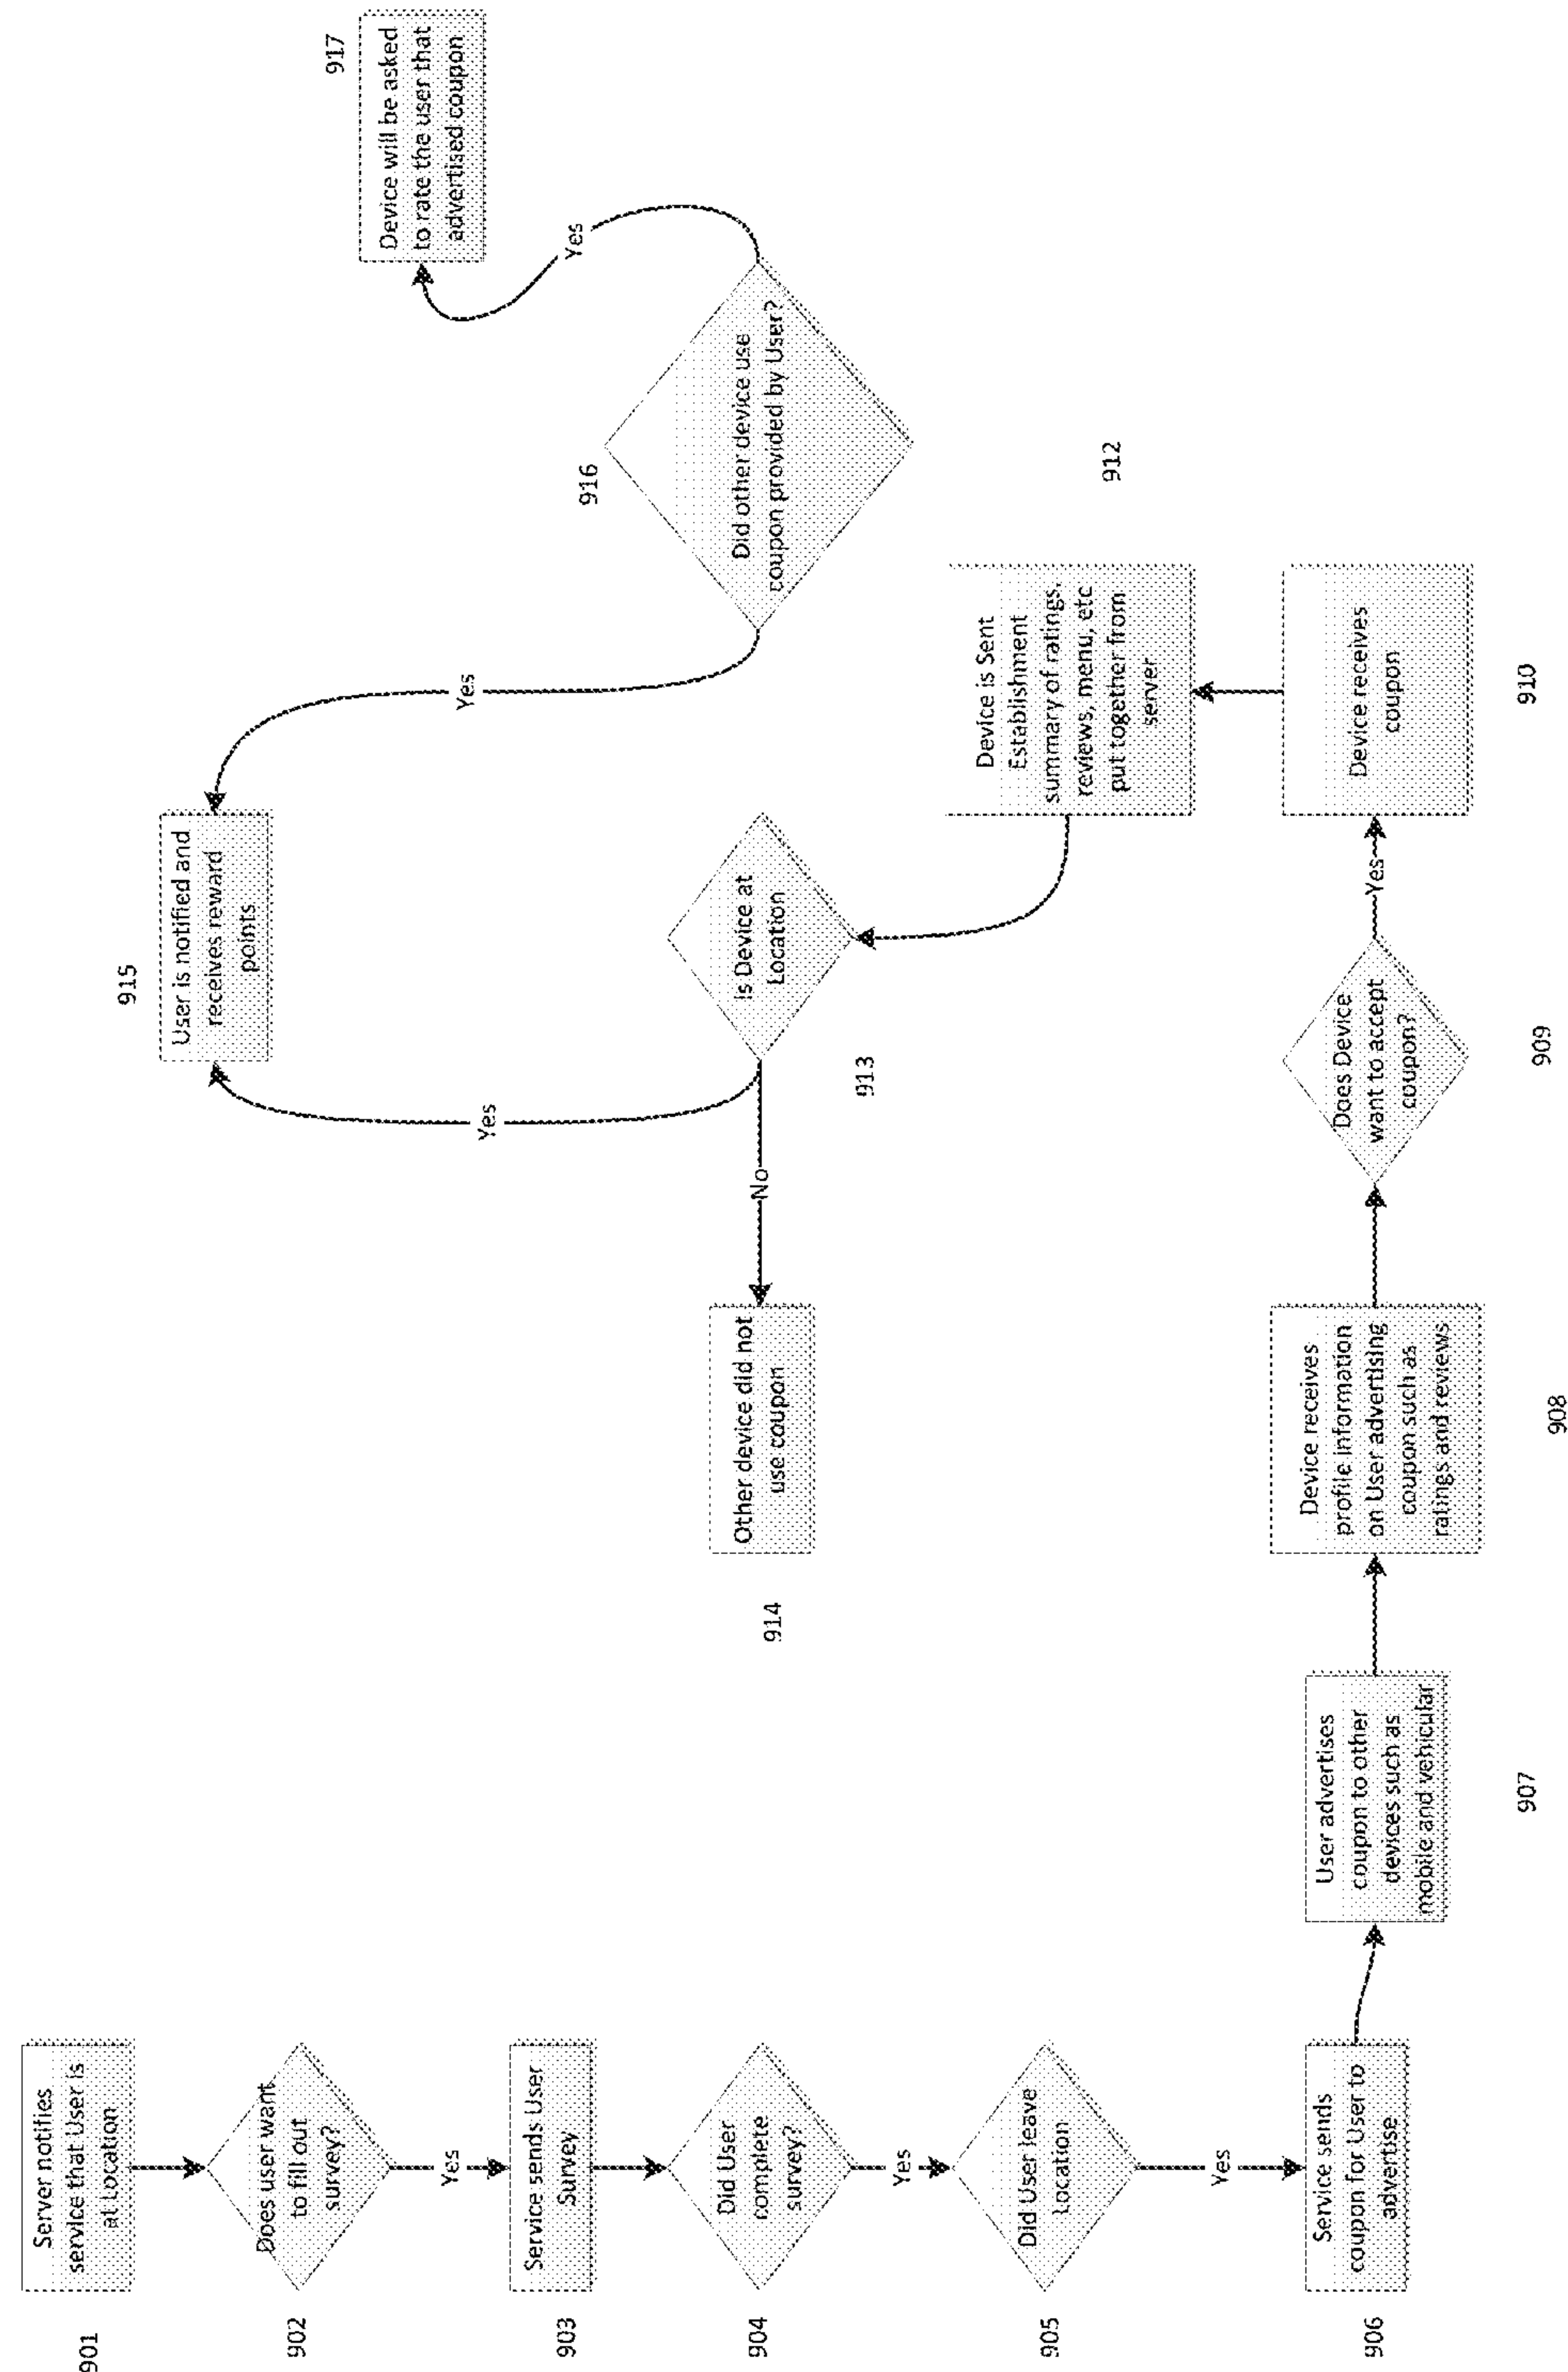 901
Server notifies
service that User is
at Location
902
Does user want
to fill out
survey?
Yes
903
Service sends User
Survey
904
Did User
complete
survey?
Yes
905
Did User leave
Location
Yes
906
Service sends
coupon for User to
advertise
User advertises
coupon to other
devices such as
mobile and vehicular
907
Device receives
profile information
on User advertising
coupon such as
ratings and reviews
908
Does Device
want to accept
coupon?
909
Yes
Device receives
coupon
910
Device is Sent
Establishment
summary of ratings,
reviews, menu, etc
put together from
server
912
Is Device at
Location
913
No
Other device did not
use coupon
914
Yes
915
User is notified and
receives reward
points
Yes
916
Did other device use
coupon provided by User?
Yes
917
Device will be asked
to rate the user that
advertised coupon